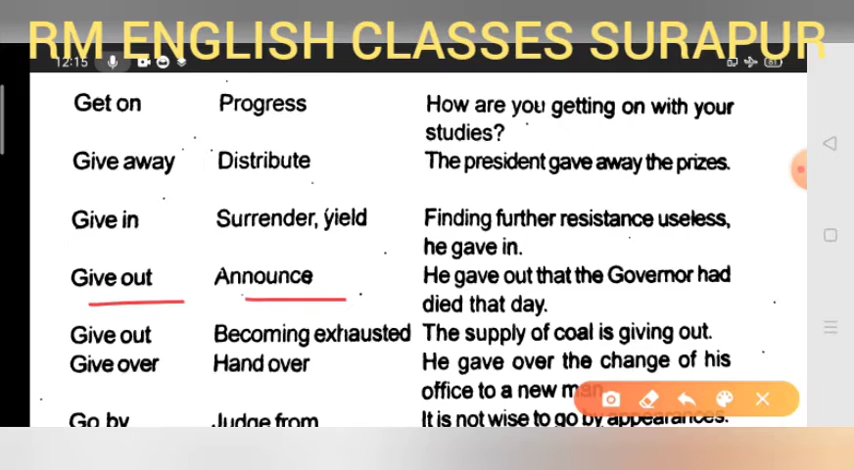 RM ENGLISH CLASSES SURAPUR
12:15
Get on Progress How are you getting on with your
studies?
Give away Distribute The president gave away the prizes.
Give in Surrender, yield Finding further resistance useless,
he gave in.
Give out Announce He gave out that the Governor had
died that day.
Give out Becoming exhausted The supply of coal is giving out.
Give over Hand over He gave over the change of his
office to a new man
Go by Judge from It is not wise to go by appearances.